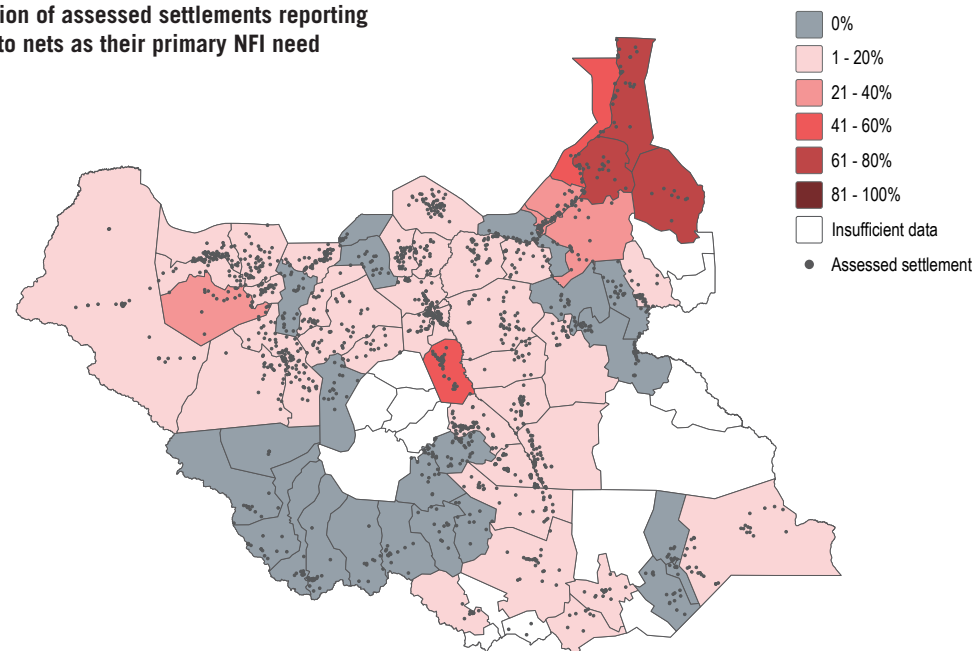 ion of assessed settlements reporting
to nets as their primary NFI need
0%
1 - 20%
21 - 40%
41 - 60%
61 - 80%
81 - 100%
Insufficient data
Assessed settlement